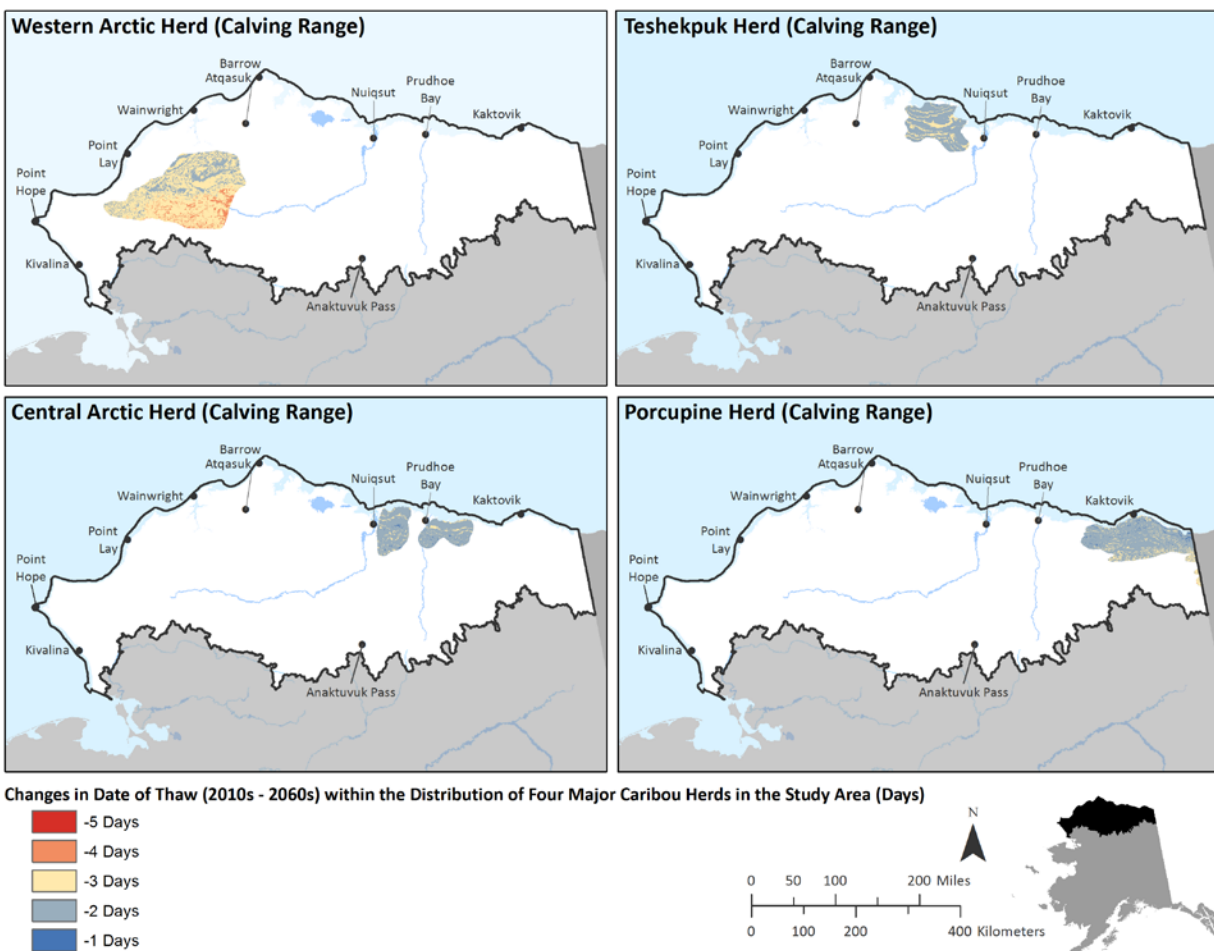 Western Arctic Herd (Calving Range)
Barrow
Atqasuk
Wainwright
Nuiqsut
Prudhoe
Bay
Kaktovik
Point
Lay
Point
Hope
Kivalina
Anaktuvuk Pass
Teshekpuk Herd (Calving Range)
Barrow
Atqasuk
Wainwright
Nuiqsut
Prudhoe
Bay
Kaktovik
Point
Lay
Point
Hope
Kivalina
Anaktuvuk Pass
Central Arctic Herd (Calving Range)
Barrow
Atqasuk
Wainwright
Nuiqsut
Prudhoe
Bay
Kaktovik
Point
Lay
Point
Hope
Kivalina
Anaktuvuk Pass
Porcupine Herd (Calving Range)
Barrow
Atqasuk
Wainwright
Nuiqsut
Prudhoe
Bay
Kaktovik
Point
Lay
Point
Hope
Kivalina
Anaktuvuk Pass
Changes in Date of Thaw (2010s - 2060s) within the Distribution of Four Major Caribou Herds in the Study Area (Days)
-5 Days
-4 Days
-3 Days
-2 Days
-1 Days
N
0 50 100 200 Miles
0 100 200 400 Kilometers